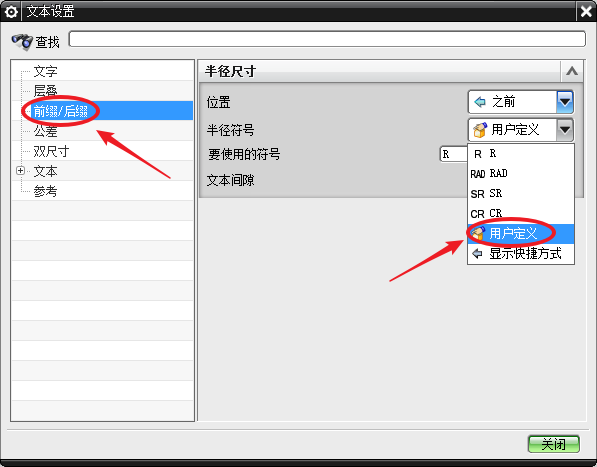 文本设置
查找
文字
层叠
前缀/后缀
公差
双尺寸
文本
参考
半径尺寸
位置
之前
半径符号
用户定义
要使用的符号
R
文本间隙
R R
RAD RAD
SR SR
CR CR
用户定义
显示快捷方式
关闭